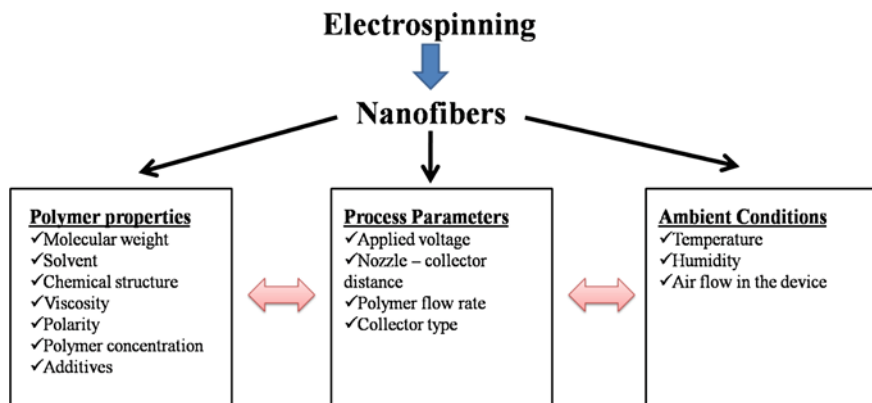 Electrospinning
Nanofibers
Polymer properties
✓Molecular weight
✓Solvent
✓Chemical structure
✓Viscosity
✓Polarity
✓Polymer concentration
✓Additives
Process Parameters
✓Applied voltage
✓Nozzle – collector
distance
✓Polymer flow rate
✓Collector type
Ambient Conditions
✓Temperature
✓Humidity
✓Air flow in the device